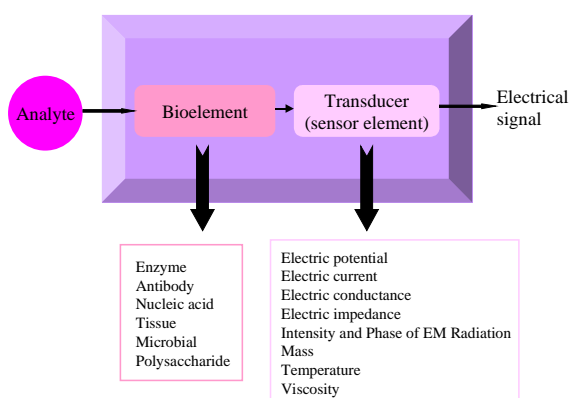 Analyte
Bioelement
Transducer
(sensor element)
Electrical
signal
Enzyme
Antibody
Nucleic acid
Tissue
Microbial
Polysaccharide
Electric potential
Electric current
Electric conductance
Electric impedance
Intensity and Phase of EM Radiation
Mass
Temperature
Viscosity